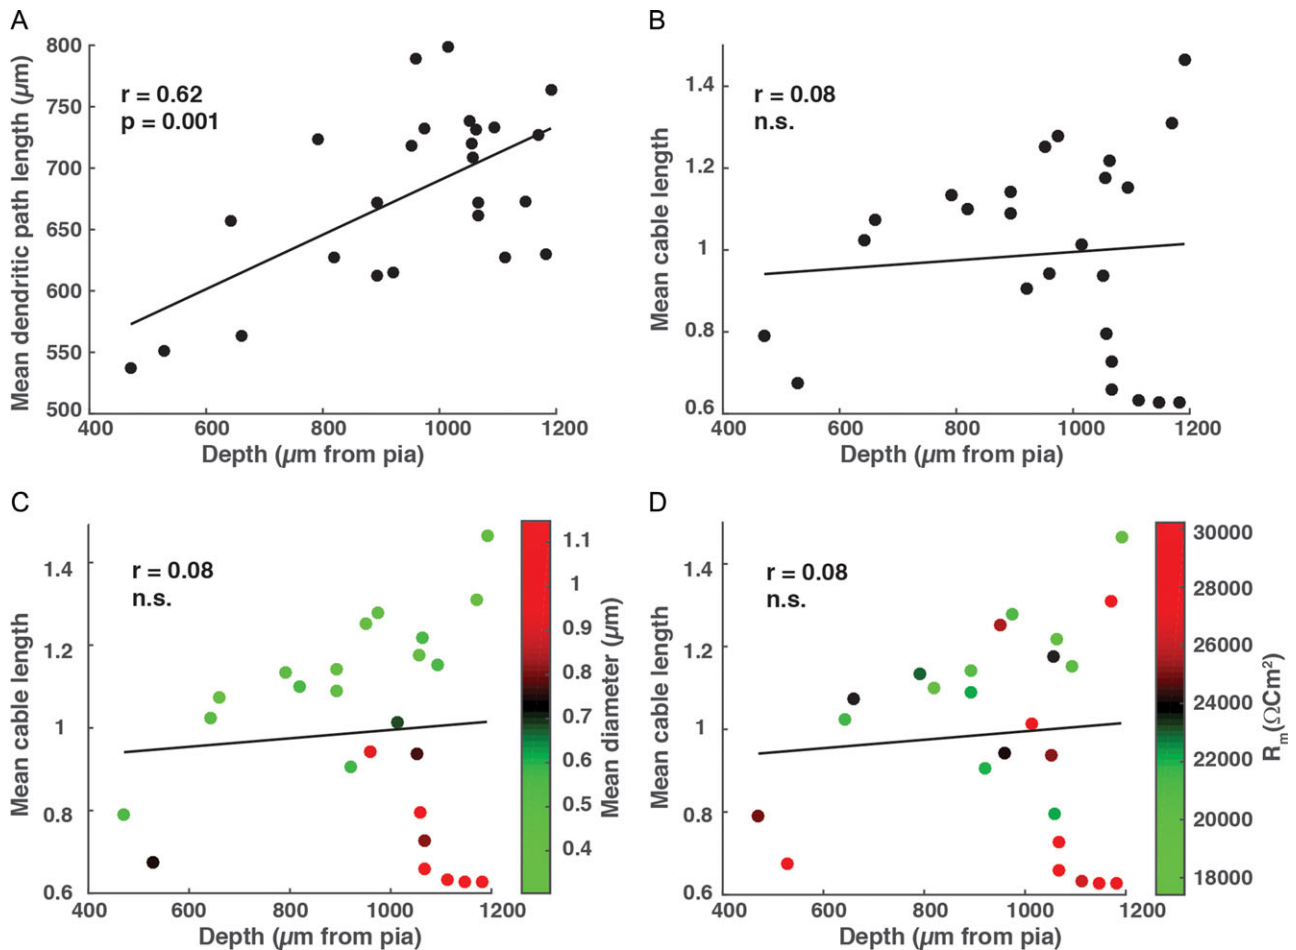 A
Mean dendritic path length (µm)
800
750
700
650
600
550
500
r = 0.62
p = 0.001
400
600
800
1000
1200
Depth (µm from pia)
B
Mean cable length
1.4
1.2
1
0.8
0.6
r = 0.08
n.s.
400
600
800
1000
1200
Depth (µm from pia)
C
Mean cable length
1.4
1.2
1
0.8
0.6
r = 0.08
n.s.
400
600
800
1000
1200
Depth (µm from pia)
1.1
1
0.9
0.8
0.7
0.6
0.5
0.4
Mean diameter (µm)
D
Mean cable length
1.4
1.2
1
0.8
0.6
r = 0.08
n.s.
400
600
800
1000
1200
Depth (µm from pia)
30000
28000
26000
24000
22000
20000
18000
Rm(ΩCm²)